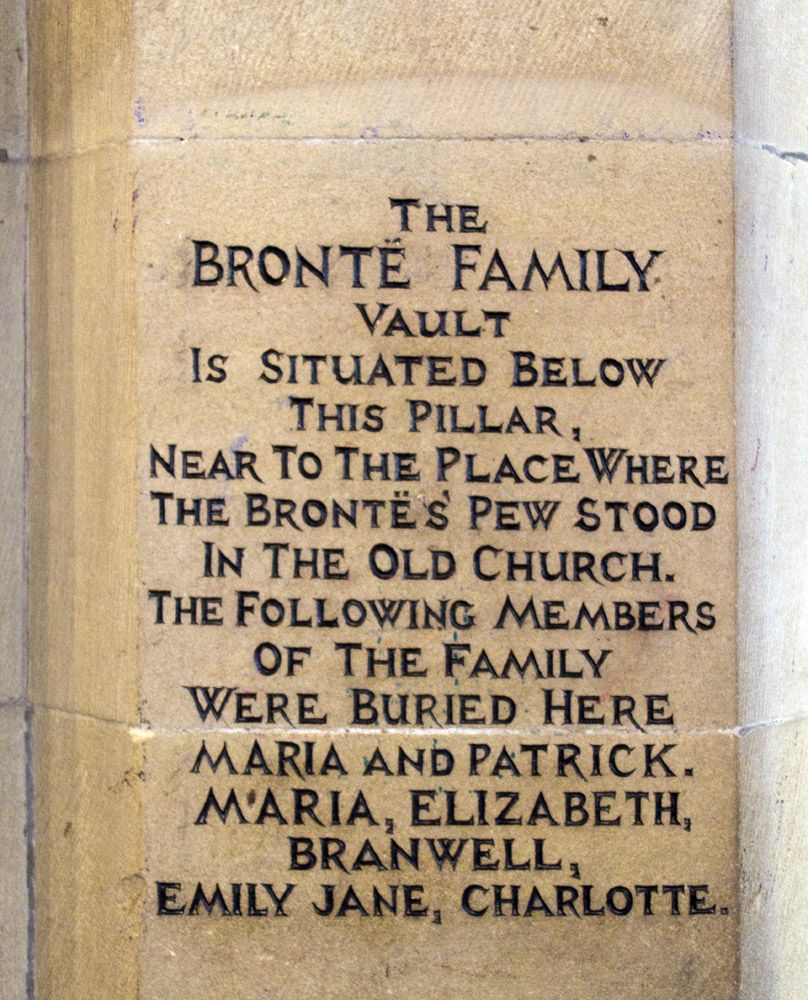 THE
BRONTË FAMILY
VAULT
IS SITUATED BELOW
THIS PILLAR,
NEAR TO THE PLACE WHERE
THE BRONTËS' PEW STOOD
IN THE OLD CHURCH.
THE FOLLOWING MEMBERS
OF THE FAMILY
WERE BURIED HERE
MARIA AND PATRICK.
MARIA, ELIZABETH,
BRANWELL,
EMILY JANE, CHARLOTTE.